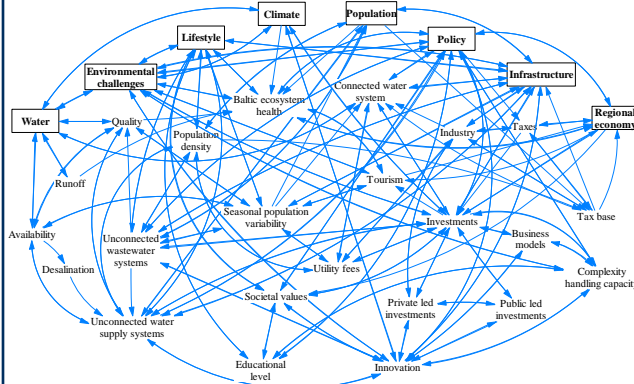 Climate
Population
Lifestyle
Policy
Environmental
challenges
Infrastructure
Connected water
system
Baltic ecosystem
health
Water
Quality
Population
density
Industry
Taxes
Regional
economy
Runoff
Tourism
Seasonal population
variability
Investments
Tax base
Availability
Unconnected
wastewater
systems
Business
models
Desalination
Utility fees
Complexity
handling capacity
Societal values
Private led
investments
Public led
investments
Unconnected water
supply systems
Educational
level
Innovation